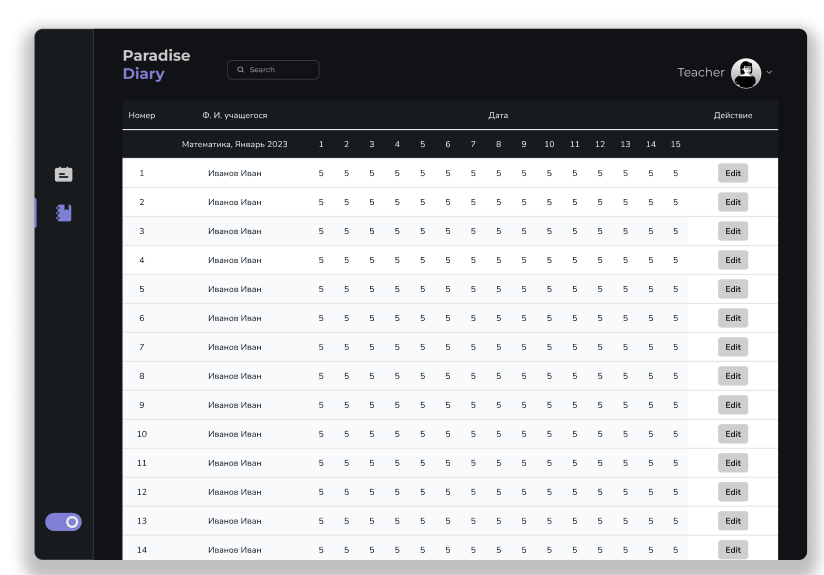 Paradise
Diary
Search
Teacher
Номер Ф. И. учащегося Дата Действие
Математика, Январь 2023 1 2 3 4 5 6 7 8 9 10 11 12 13 14 15
1 Иванов Иван 5 5 5 5 5 5 5 5 5 5 5 5 5 5 5 Edit
2 Иванов Иван 5 5 5 5 5 5 5 5 5 5 5 5 5 5 5 Edit
3 Иванов Иван 5 5 5 5 5 5 5 5 5 5 5 5 5 5 5 Edit
4 Иванов Иван 5 5 5 5 5 5 5 5 5 5 5 5 5 5 5 Edit
5 Иванов Иван 5 5 5 5 5 5 5 5 5 5 5 5 5 5 5 Edit
6 Иванов Иван 5 5 5 5 5 5 5 5 5 5 5 5 5 5 5 Edit
7 Иванов Иван 5 5 5 5 5 5 5 5 5 5 5 5 5 5 5 Edit
8 Иванов Иван 5 5 5 5 5 5 5 5 5 5 5 5 5 5 5 Edit
9 Иванов Иван 5 5 5 5 5 5 5 5 5 5 5 5 5 5 5 Edit
10 Иванов Иван 5 5 5 5 5 5 5 5 5 5 5 5 5 5 5 Edit
11 Иванов Иван 5 5 5 5 5 5 5 5 5 5 5 5 5 5 5 Edit
12 Иванов Иван 5 5 5 5 5 5 5 5 5 5 5 5 5 5 5 Edit
13 Иванов Иван 5 5 5 5 5 5 5 5 5 5 5 5 5 5 5 Edit
14 Иванов Иван 5 5 5 5 5 5 5 5 5 5 5 5 5 5 5 Edit